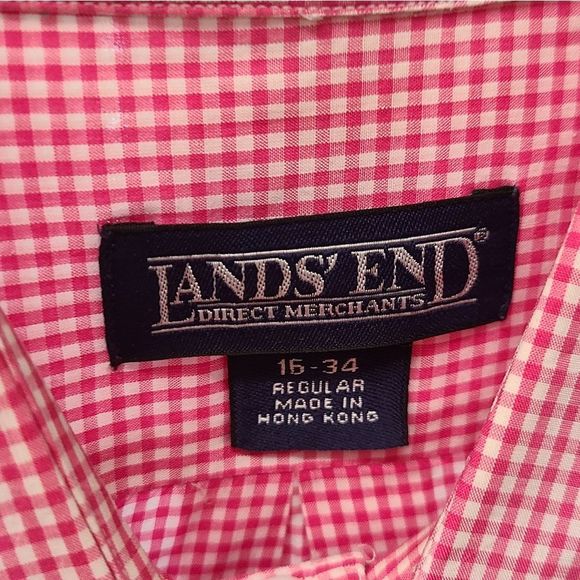 LANDS' END®
DIRECT MERCHANTS
16-34
REGULAR
MADE IN
HONG KONG